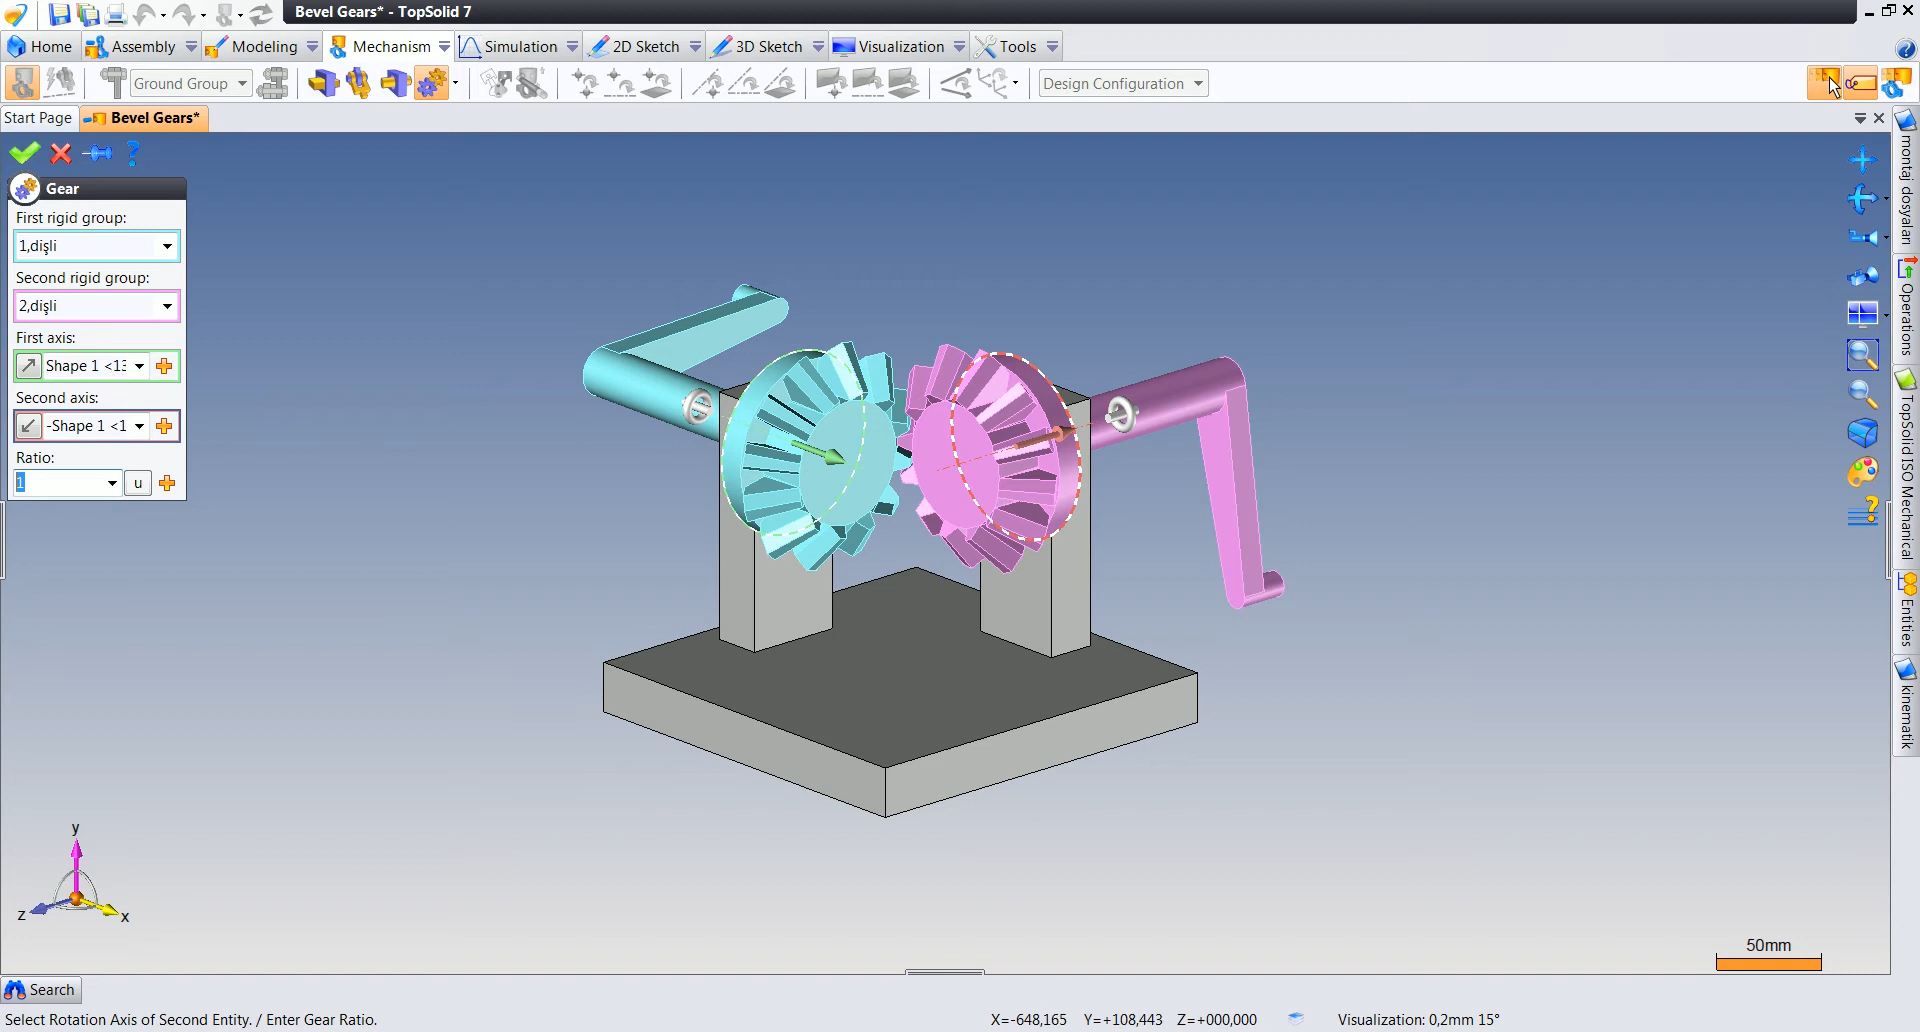 Bevel Gears* - TopSolid 7
Home Assembly Modeling Mechanism Simulation 2D Sketch 3D Sketch Visualization Tools
Ground Group Design Configuration
Start Page Bevel Gears*
Gear
First rigid group:
1,dişli
Second rigid group:
2,dişli
First axis:
Shape 1 <13
Second axis:
-Shape 1 <1
Ratio:
1 u
montaj dosyaları
Operations
TopSolid ISO Mechanical
Entities
kinematik
y
z
x
50mm
Search
Select Rotation Axis of Second Entity. / Enter Gear Ratio.
X=-648,165 Y=+108,443 Z=+000,000 Visualization: 0,2mm 15°